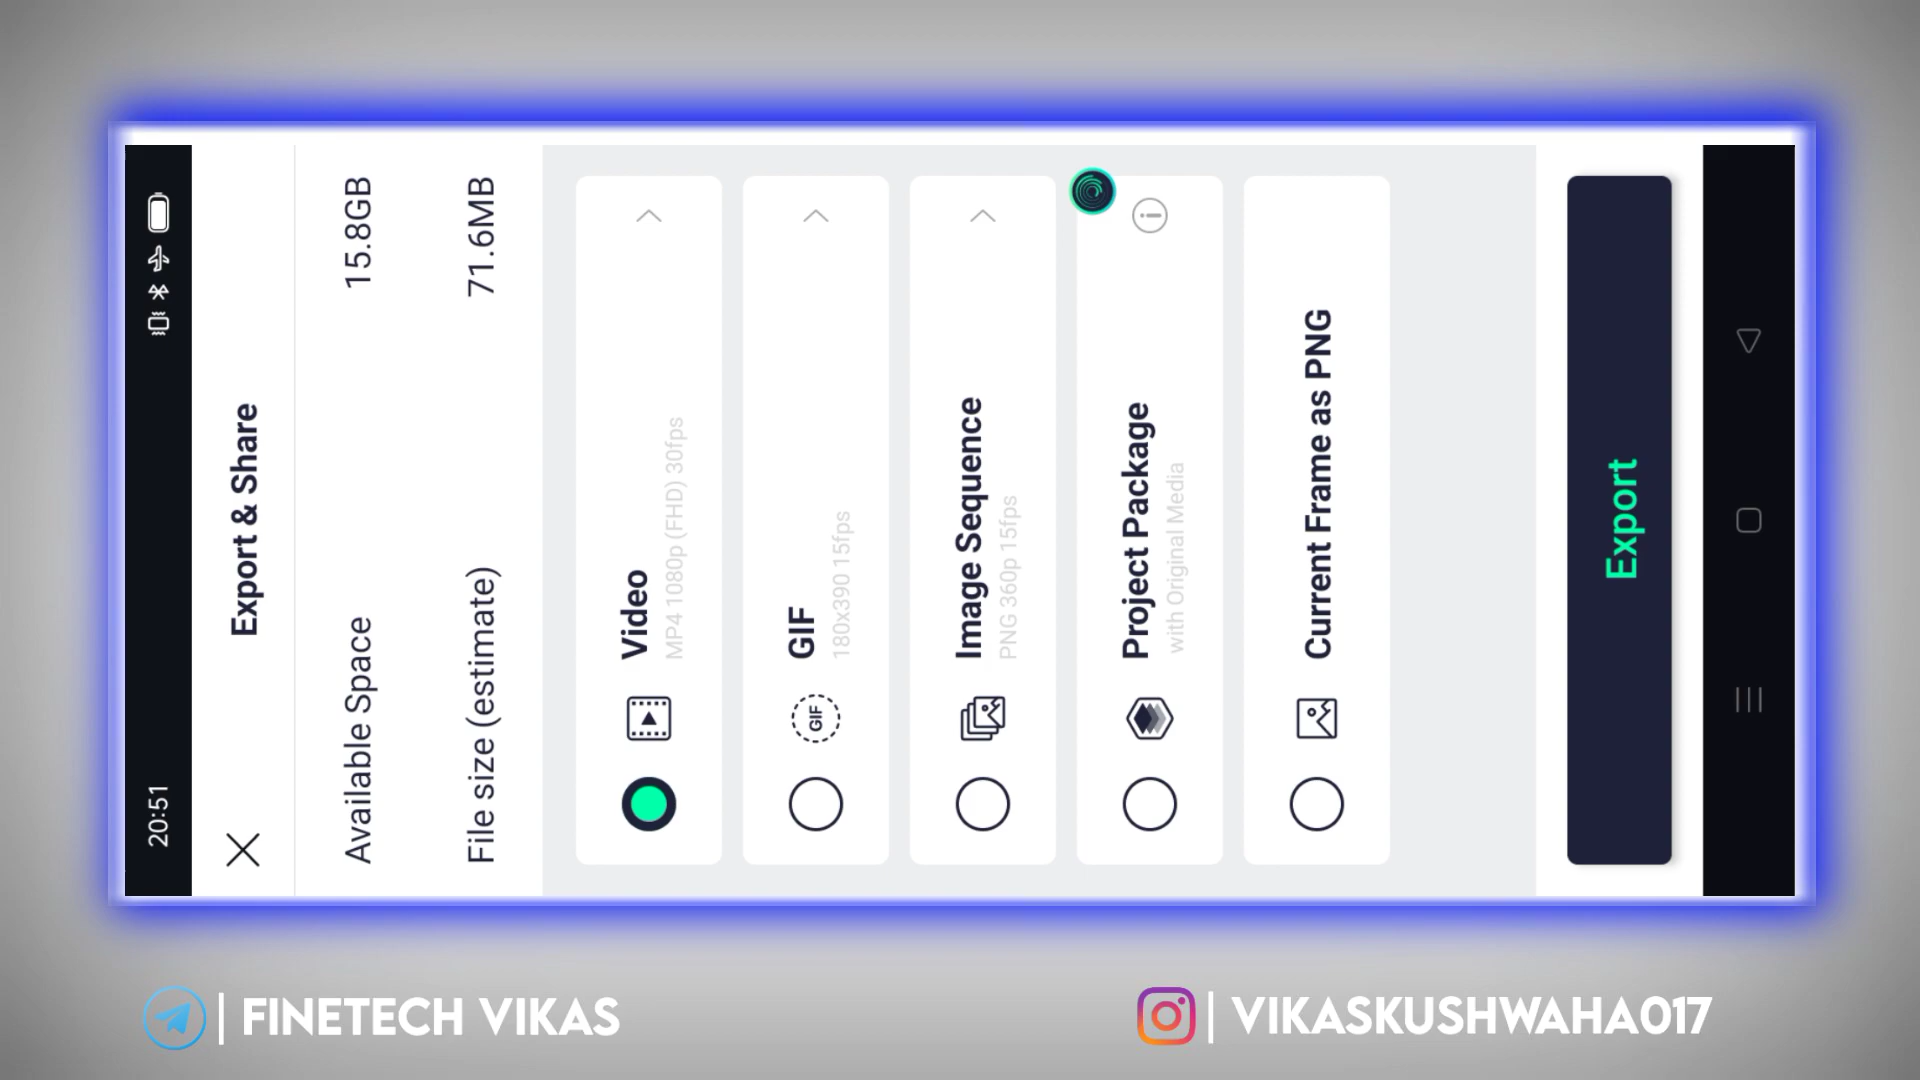 20:51
Export & Share
Available Space 15.8GB
File size (estimate) 71.6MB
Video
MP4 1080p (FHD) 30fps
GIF
GIF
180x390 15fps
Image Sequence
PNG 360p 15fps
Project Package
with Original Media
Current Frame as PNG
Export
FINETECH VIKAS
VIKASKUSHWAHA017